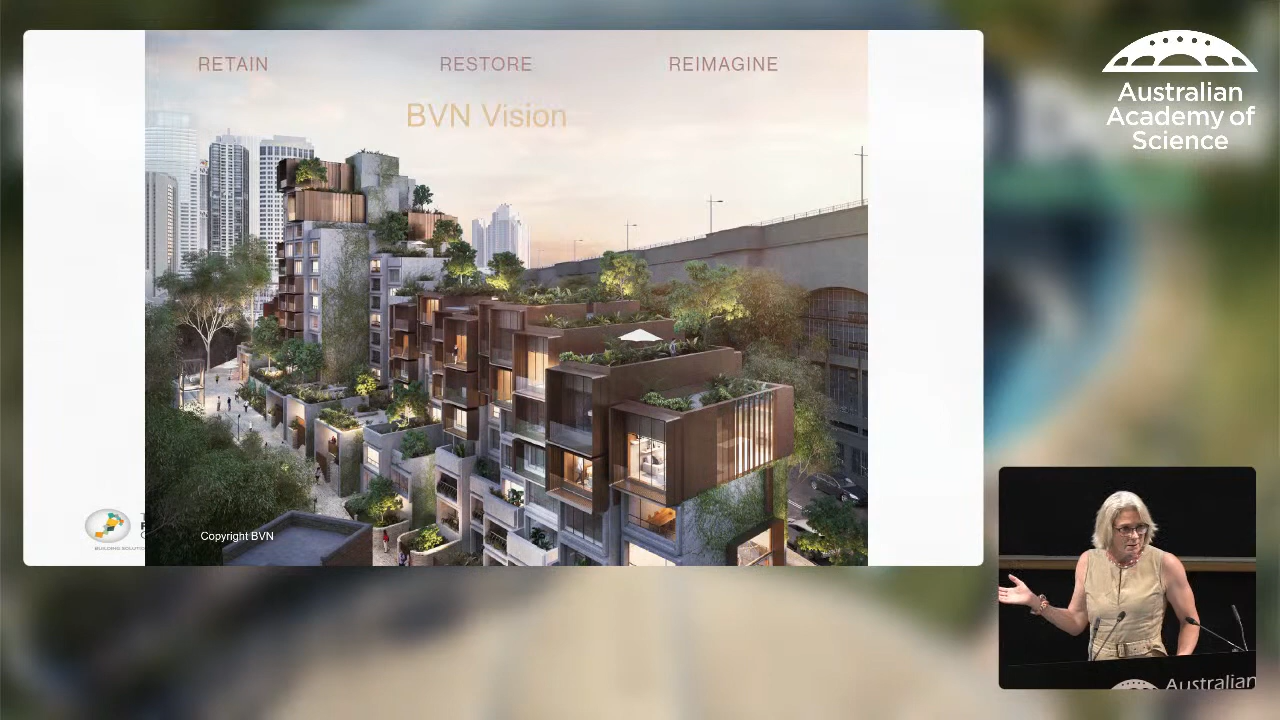 RETAIN RESTORE REIMAGINE
BVN Vision
Copyright BVN
Australian
Academy of
Science
Australian